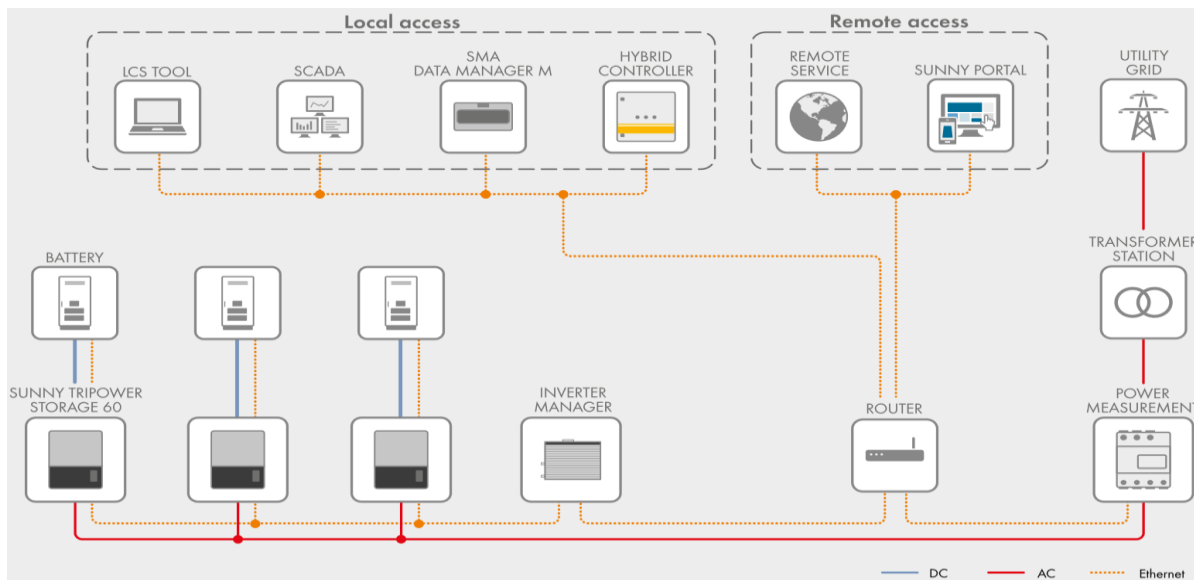 Local access
Remote access
LCS TOOL
SCADA
SMA
DATA MANAGER M
HYBRID
CONTROLLER
REMOTE
SERVICE
SUNNY PORTAL
UTILITY
GRID
BATTERY
TRANSFORMER
STATION
SUNNY TRIPOWER
STORAGE 60
INVERTER
MANAGER
ROUTER
POWER
MEASUREMENT
DC
AC
Ethernet